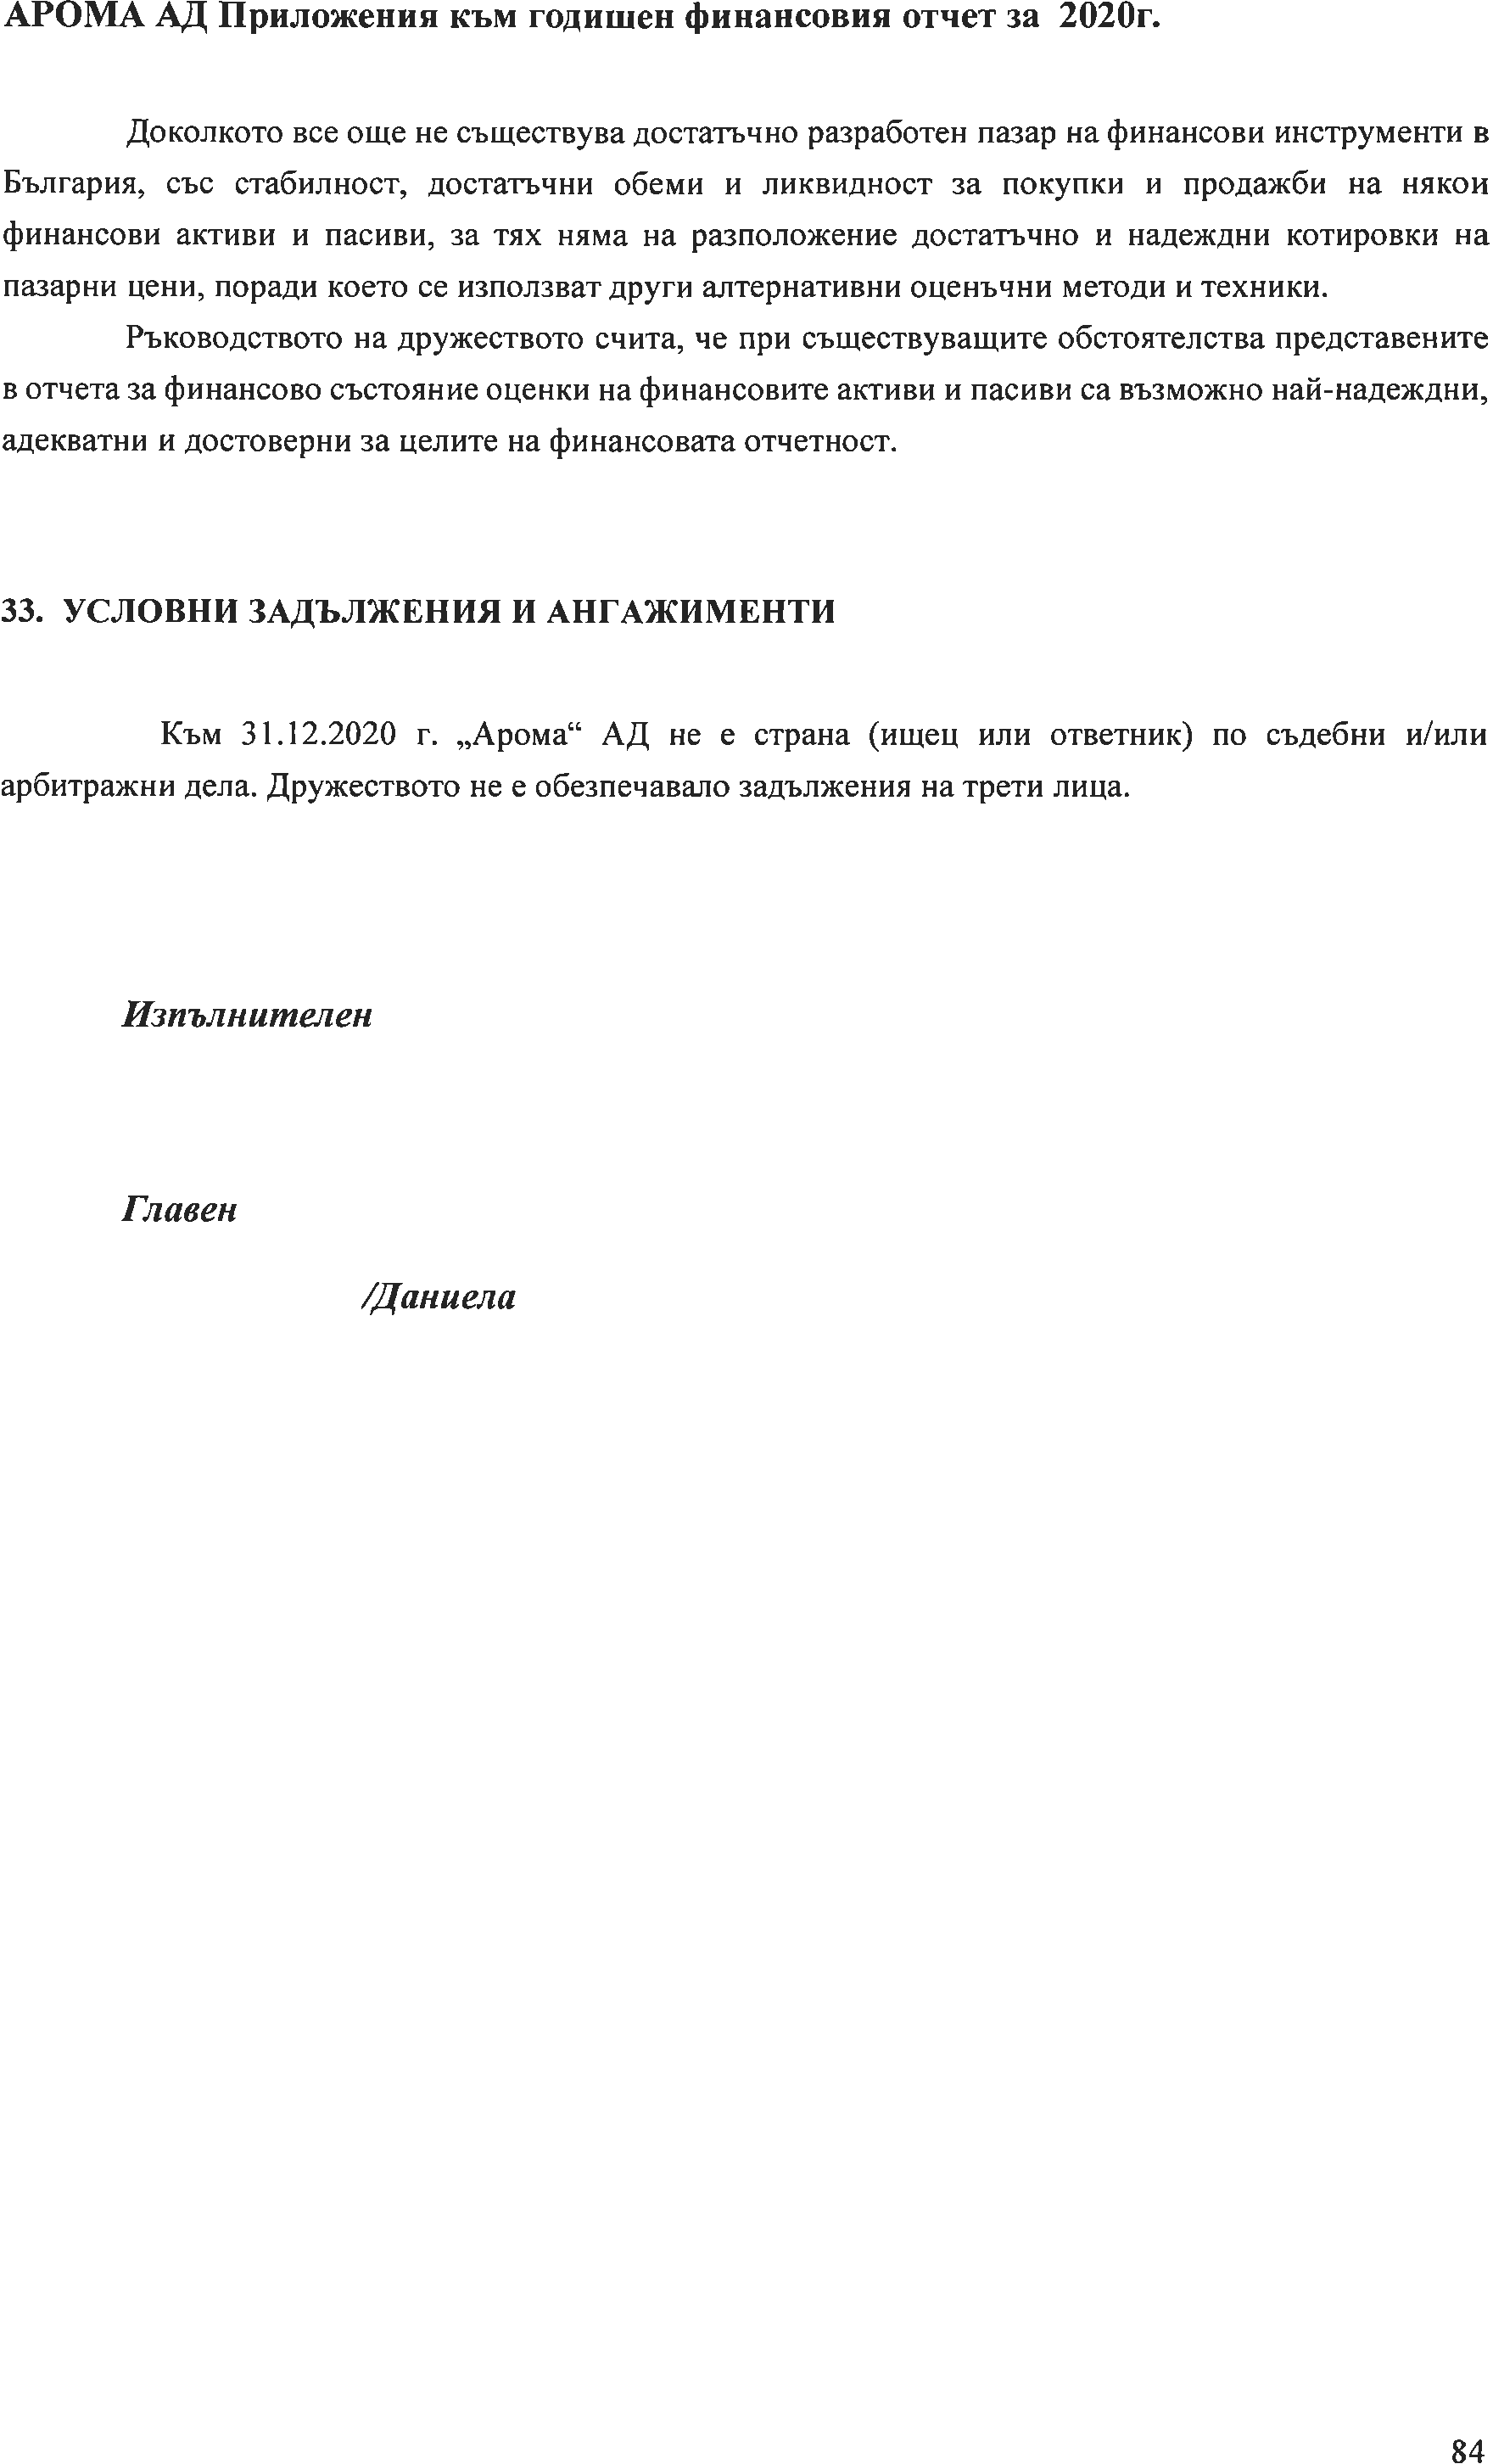 АРОМА АД Приложения към годишен финансовия отчет за 2020г.
Доколкото все още не съществува достатъчно разработен пазар на финансови инструменти в
България, със стабилност, достатъчни обеми и ликвидност за покупки и продажби на някои
финансови активи и пасиви, за тях няма на разположение достатъчно и надеждни котировки на
пазарни цени, поради което се използват други алтернативни оценъчни методи и техники.
Ръководството на дружеството счита, че при съществуващите обстоятелства представените
в отчета за финансово състояние оценки на финансовите активи и пасиви са възможно най-надеждни,
адекватни и достоверни за целите на финансовата отчетност.
33. УСЛОВНИ ЗАДЪЛЖЕНИЯ И АНГАЖИМЕНТИ
Към 31.12.2020 г. „Арома“ АД не е страна (ищец или ответник) по съдебни и/или
арбитражни дела. Дружеството не е обезпечавало задължения на трети лица.
Изпълнителен
Главен
/Даниела
84